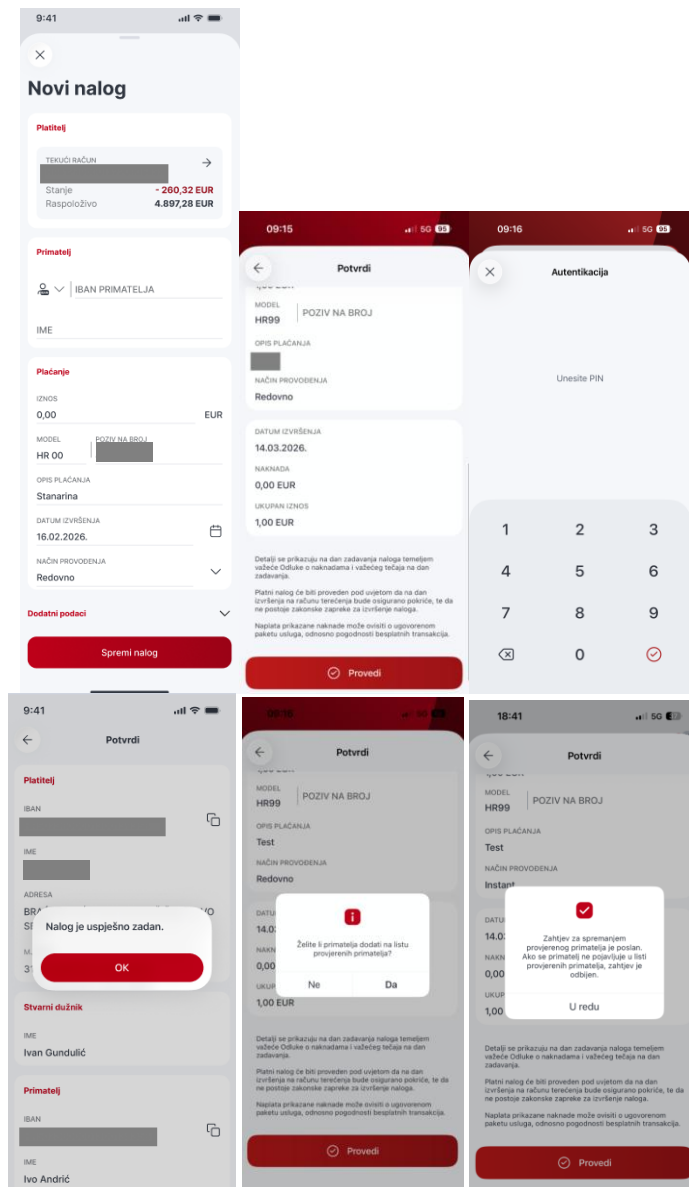 9:41
Novi nalog
Platitelj
TEKUĆI RAČUN
Stanje - 260,32 EUR
Raspoloživo 4.897,28 EUR
Primatelj
IBAN PRIMATELJA
IME
Plaćanje
IZNOS
0,00 EUR
MODEL POZIV NA BROJ
HR 00
OPIS PLAĆANJA
Stanarina
DATUM IZVRŠENJA
16.02.2026.
NAČIN PROVOĐENJA
Redovno
Dodatni podaci
Spremi nalog
09:15 5G 95
Potvrdi
MODEL
HR99 POZIV NA BROJ
OPIS PLAĆANJA
NAČIN PROVOĐENJA
Redovno
DATUM IZVRŠENJA
14.03.2026.
NAKNADA
0,00 EUR
UKUPAN IZNOS
1,00 EUR
Detalji se prikazuju na dan zadavanja naloga temeljem
važeće Odluke o naknadama i važećeg tečaja na dan
zadavanja.
Platni nalog će biti proveden pod uvjetom da na dan
izvršenja na računu terećenja bude osigurano pokriće, te da
ne postoje zakonske zapreke za izvršenje naloga.
Naplata prikazane naknade može ovisiti o ugovorenom
paketu usluga, odnosno pogodnosti besplatnih transakcija.
Provedi
09:16 5G 95
Autentikacija
Unesite PIN
1 2 3
4 5 6
7 8 9
0
9:41
Potvrdi
Platitelj
IBAN
IME
ADRESA
Nalog je uspješno zadan.
OK
Stvarni dužnik
IME
Ivan Gundulić
Primatelj
IBAN
IME
Ivo Andrić
Potvrdi
MODEL
HR99 POZIV NA BROJ
OPIS PLAĆANJA
Test
NAČIN PROVOĐENJA
Redovno
Želite li primatelja dodati na listu
provjerenih primatelja?
Ne Da
1,00 EUR
Detalji se prikazuju na dan zadavanja naloga temeljem
važeće Odluke o naknadama i važećeg tečaja na dan
zadavanja.
Platni nalog će biti proveden pod uvjetom da na dan
izvršenja na računu terećenja bude osigurano pokriće, te da
ne postoje zakonske zapreke za izvršenje naloga.
Naplata prikazane naknade može ovisiti o ugovorenom
paketu usluga, odnosno pogodnosti besplatnih transakcija.
Provedi
18:41 5G
Potvrdi
MODEL
HR99 POZIV NA BROJ
OPIS PLAĆANJA
Test
NAČIN PROVOĐENJA
Instant
Zahtjev za spremanjem
provjerenog primatelja je poslan.
Ako se primatelj ne pojavljuje u listi
provjerenih primatelja, zahtjev je
odbijen.
U redu
1,00
Detalji se prikazuju na dan zadavanja naloga temeljem
važeće Odluke o naknadama i važećeg tečaja na dan
zadavanja.
Platni nalog će biti proveden pod uvjetom da na dan
izvršenja na računu terećenja bude osigurano pokriće, te da
ne postoje zakonske zapreke za izvršenje naloga.
Naplata prikazane naknade može ovisiti o ugovorenom
paketu usluga, odnosno pogodnosti besplatnih transakcija.
Provedi